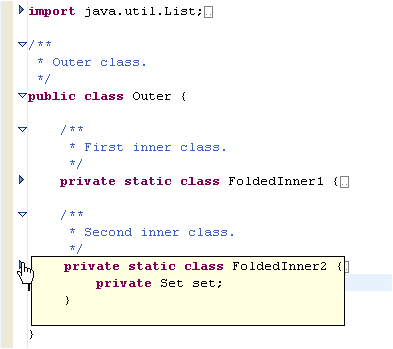 import java.util.List;
/**
 * Outer class.
 */
public class Outer {
    /**
     * First inner class.
     */
    private static class FoldedInner1 {
    /**
     * Second inner class.
     */
    private static class FoldedInner2 {
        private Set set;
    }
}